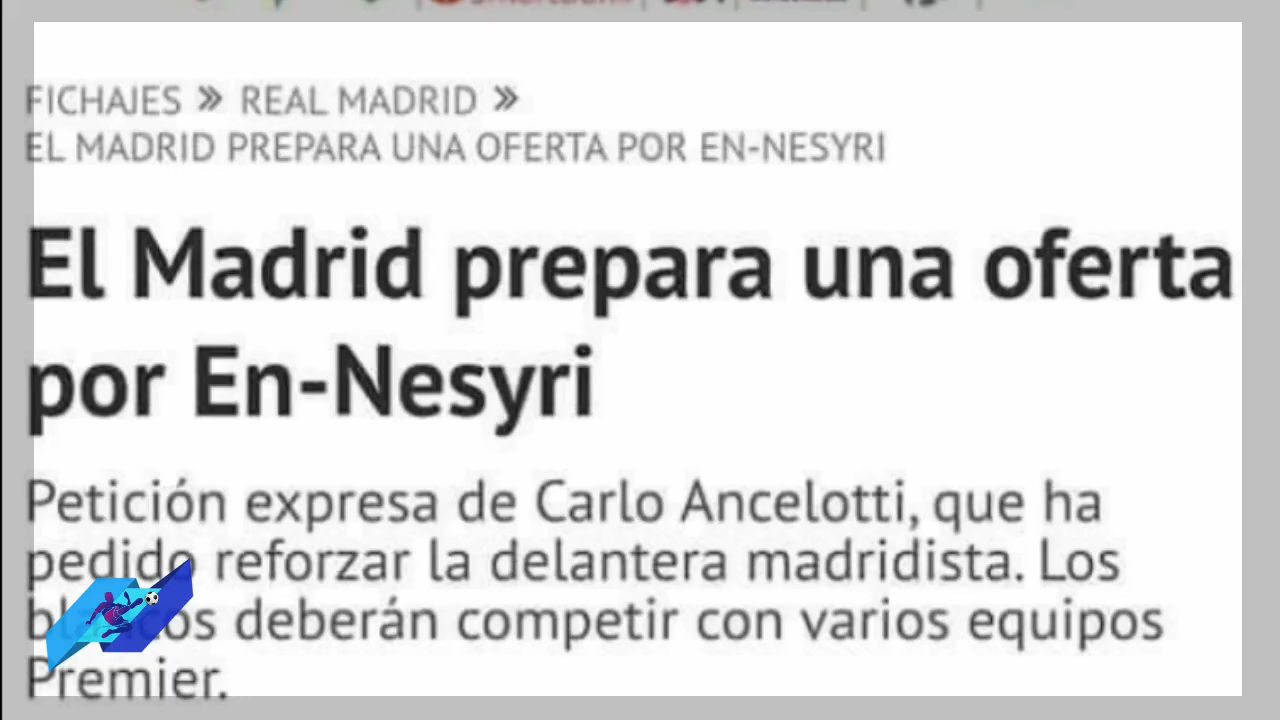 FICHAJES » REAL MADRID »
EL MADRID PREPARA UNA OFERTA POR EN-NESYRI
El Madrid prepara una oferta
por En-Nesyri
Petición expresa de Carlo Ancelotti, que ha
pedido reforzar la delantera madridista. Los
blancos deberán competir con varios equipos
Premier.